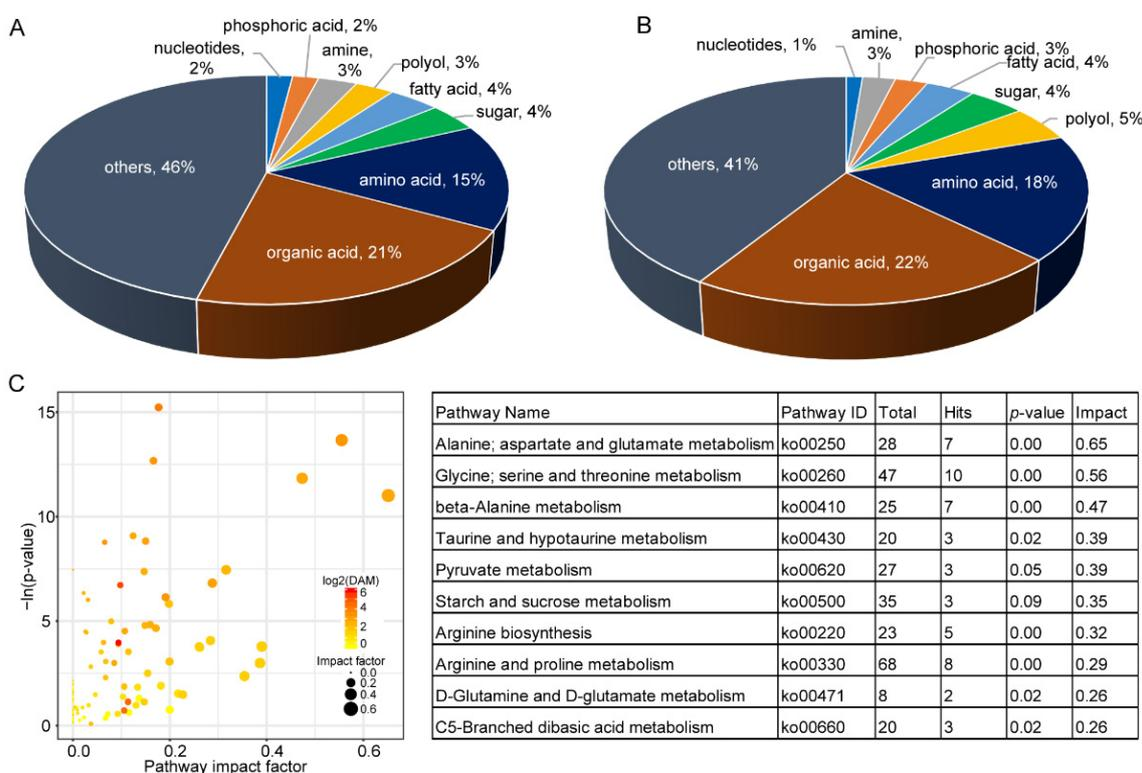 A
phosphoric acid, 2%
nucleotides,
2%
amine,
3%
polyol, 3%
fatty acid, 4%
sugar, 4%
others, 46%
amino acid, 15%
organic acid, 21%
B
nucleotides, 1%
amine,
3%
phosphoric acid, 3%
fatty acid, 4%
sugar, 4%
polyol, 5%
others, 41%
amino acid, 18%
organic acid, 22%
C
15
10
5
0
−ln(p-value)
0.0 0.2 0.4 0.6
Pathway impact factor
log2(DAM)
6
4
2
0
Impact factor
0.0
0.2
0.4
0.6
Pathway Name Pathway ID Total Hits p-value Impact
Alanine; aspartate and glutamate metabolism ko00250 28 7 0.00 0.65
Glycine; serine and threonine metabolism ko00260 47 10 0.00 0.56
beta-Alanine metabolism ko00410 25 7 0.00 0.47
Taurine and hypotaurine metabolism ko00430 20 3 0.02 0.39
Pyruvate metabolism ko00620 27 3 0.05 0.39
Starch and sucrose metabolism ko00500 35 3 0.09 0.35
Arginine biosynthesis ko00220 23 5 0.00 0.32
Arginine and proline metabolism ko00330 68 8 0.00 0.29
D-Glutamine and D-glutamate metabolism ko00471 8 2 0.02 0.26
C5-Branched dibasic acid metabolism ko00660 20 3 0.02 0.26